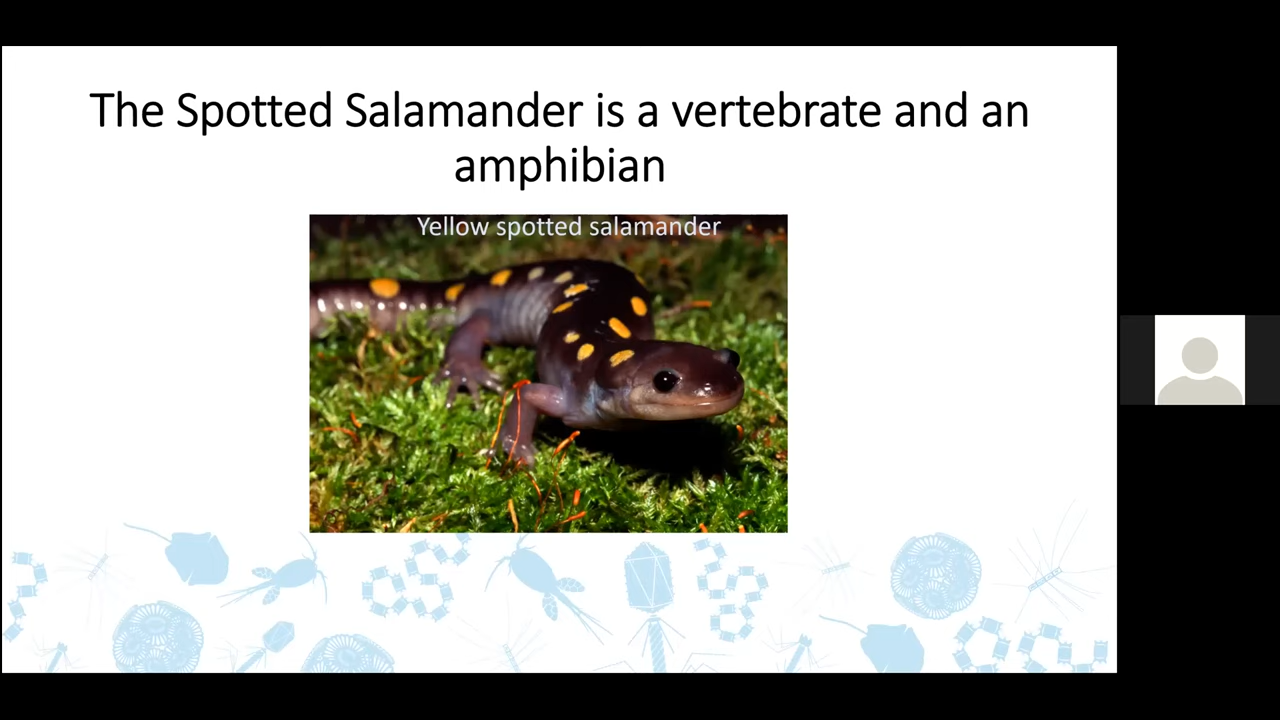 The Spotted Salamander is a vertebrate and an
amphibian
Yellow spotted salamander